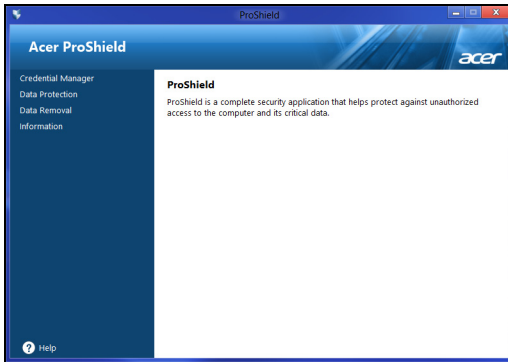 ProShield
Acer ProShield
acer
Credential Manager
Data Protection
Data Removal
Information
ProShield
ProShield is a complete security application that helps protect against unauthorized
access to the computer and its critical data.
? Help